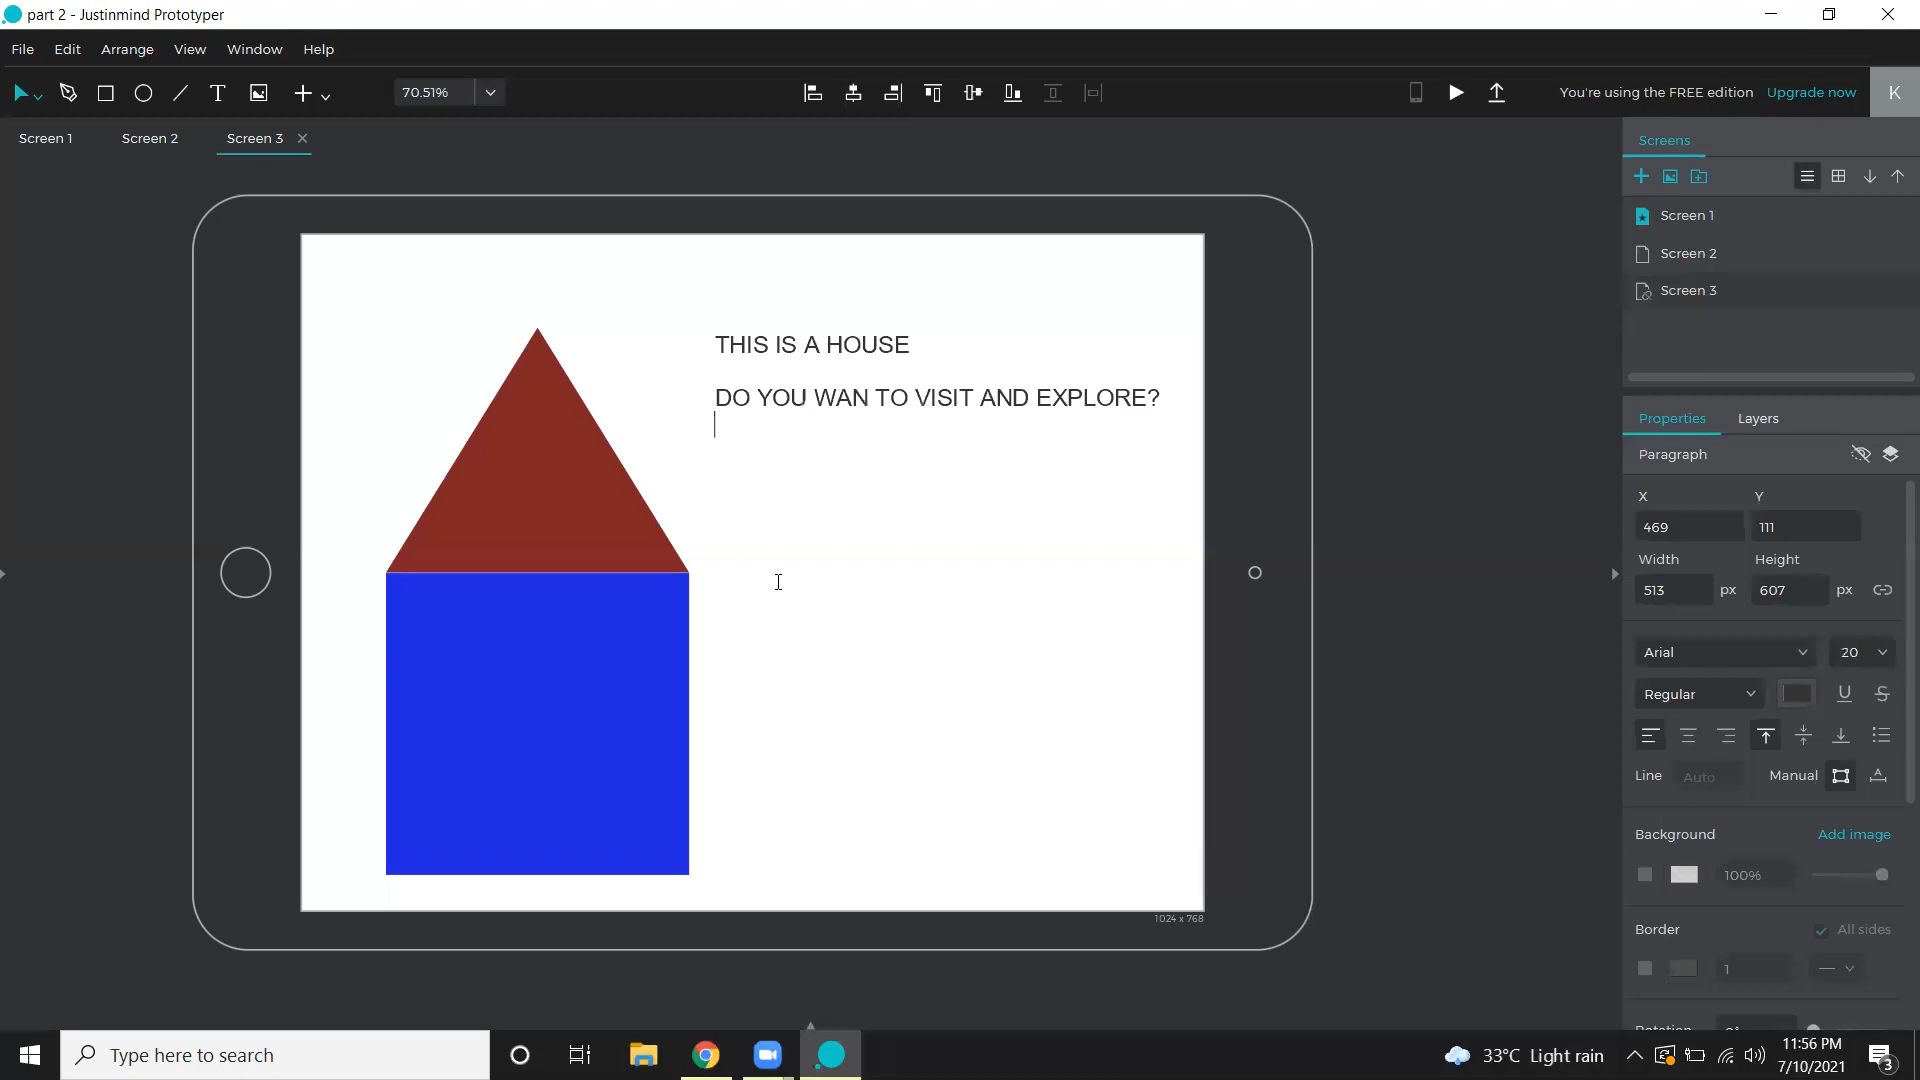 part 2 - Justinmind Prototyper
File Edit Arrange View Window Help
70.51%
You're using the FREE edition Upgrade now K
Screen 1 Screen 2 Screen 3
Screens
Screen 1
Screen 2
Screen 3
THIS IS A HOUSE
DO YOU WAN TO VISIT AND EXPLORE?
1024 x 768
Properties Layers
Paragraph
X Y
469 111
Width Height
513 px 607 px
Arial 20
Regular
Line Auto Manual
Background Add image
100%
Border All sides
1
Rotation 0°
Type here to search
33°C Light rain
11:56 PM
7/10/2021
3